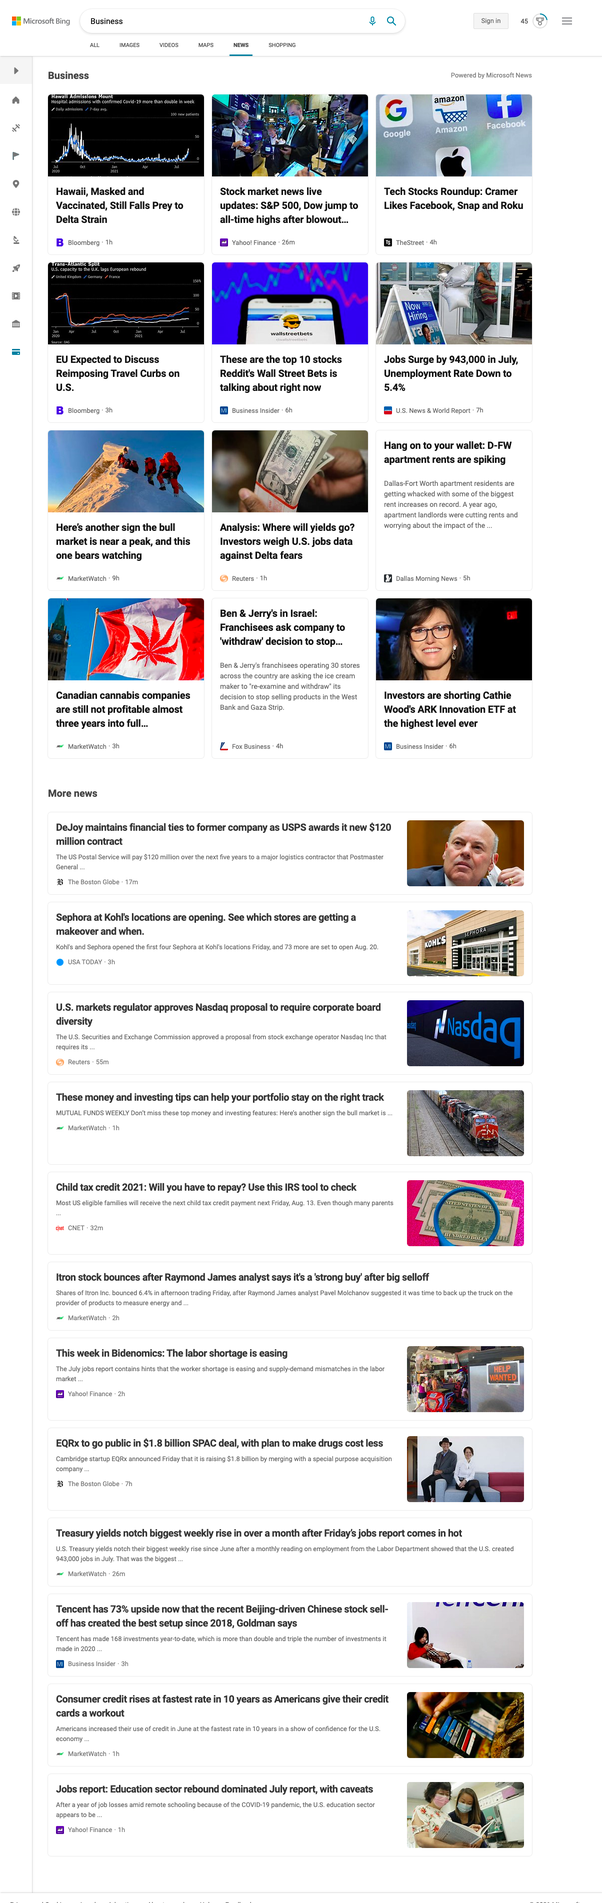 Microsoft Bing
Business
Sign in
45
ALL
IMAGES
VIDEOS
MAPS
NEWS
SHOPPING
Business
Powered by Microsoft News
Hawaii Admissions Mount
Hospital admissions with confirmed Covid-19 more than double in week
Hawaii, Masked and
Vaccinated, Still Falls Prey to
Delta Strain
Bloomberg · 1h
Stock market news live
updates: S&P 500, Dow jump to
all-time highs after blowout...
Yahoo! Finance · 26m
Google
amazon
Amazon
Facebook
Apple
Tech Stocks Roundup: Cramer
Likes Facebook, Snap and Roku
TheStreet · 4h
Trans-Atlantic Split
U.S. capacity to the U.K. lags European rebound
EU Expected to Discuss
Reimposing Travel Curbs on
U.S.
Bloomberg · 3h
wallstreetbets
These are the top 10 stocks
Reddit's Wall Street Bets is
talking about right now
Business Insider · 6h
Now
Hiring
Jobs Surge by 943,000 in July,
Unemployment Rate Down to
5.4%
U.S. News & World Report · 7h
Here's another sign the bull
market is near a peak, and this
one bears watching
MarketWatch · 9h
Analysis: Where will yields go?
Investors weigh U.S. jobs data
against Delta fears
Reuters · 1h
Hang on to your wallet: D-FW
apartment rents are spiking
Dallas-Fort Worth apartment residents are
getting whacked with some of the biggest
rent increases on record. A year ago,
apartment landlords were cutting rents and
worrying about the impact of the ...
Dallas Morning News · 5h
Canadian cannabis companies
are still not profitable almost
three years into full...
MarketWatch · 3h
Ben & Jerry's in Israel:
Franchisees ask company to
'withdraw' decision to stop...
Ben & Jerry's franchisees operating 30 stores
across the country are asking the ice cream
maker to "re-examine and withdraw" its
decision to stop selling products in the West
Bank and Gaza Strip.
Fox Business · 4h
Investors are shorting Cathie
Wood's ARK Innovation ETF at
the highest level ever
Business Insider · 6h
More news
DeJoy maintains financial ties to former company as USPS awards it new $120
million contract
The US Postal Service will pay $120 million over the next five years to a major logistics contractor that Postmaster
General ...
The Boston Globe · 17m
Sephora at Kohl's locations are opening. See which stores are getting a
makeover and when.
Kohl's and Sephora opened the first four Sephora at Kohl's locations Friday, and 73 more are set to open Aug. 20.
USA TODAY · 3h
KOHL'S
SEPHORA
U.S. markets regulator approves Nasdaq proposal to require corporate board
diversity
The U.S. Securities and Exchange Commission approved a proposal from stock exchange operator Nasdaq Inc that
requires its ...
Reuters · 55m
Nasdaq
These money and investing tips can help your portfolio stay on the right track
MUTUAL FUNDS WEEKLY Don't miss these top money and investing features: Here's another sign the bull market is ...
MarketWatch · 1h
Child tax credit 2021: Will you have to repay? Use this IRS tool to check
Most US eligible families will receive the next child tax credit payment next Friday, Aug. 13. Even though many parents
...
CNET · 32m
Itron stock bounces after Raymond James analyst says it's a 'strong buy' after big selloff
Shares of Itron Inc. bounced 6.4% in afternoon trading Friday, after Raymond James analyst Pavel Molchanov suggested it was time to back up the truck on the
provider of products to measure energy and ...
MarketWatch · 2h
This week in Bidenomics: The labor shortage is easing
The July jobs report contains hints that the worker shortage is easing and supply-demand mismatches in the labor
market ...
Yahoo! Finance · 2h
HELP
WANTED
EQRx to go public in $1.8 billion SPAC deal, with plan to make drugs cost less
Cambridge startup EQRx announced Friday that it is raising $1.8 billion by merging with a special purpose acquisition
company ...
The Boston Globe · 7h
Treasury yields notch biggest weekly rise in over a month after Friday's jobs report comes in hot
U.S. Treasury yields notch their biggest weekly rise since June after a monthly reading on employment from the Labor Department showed that the U.S. created
943,000 jobs in July. That was the biggest ...
MarketWatch · 26m
Tencent has 73% upside now that the recent Beijing-driven Chinese stock sell-
off has created the best setup since 2018, Goldman says
Tencent has made 168 investments year-to-date, which is more than double and triple the number of investments it
made in 2020 ...
Business Insider · 3h
Consumer credit rises at fastest rate in 10 years as Americans give their credit
cards a workout
Americans increased their use of credit in June at the fastest rate in 10 years in a show of confidence for the U.S.
economy ...
MarketWatch · 1h
Jobs report: Education sector rebound dominated July report, with caveats
After a year of job losses amid remote schooling because of the COVID-19 pandemic, the U.S. education sector
appears to be ...
Yahoo! Finance · 1h